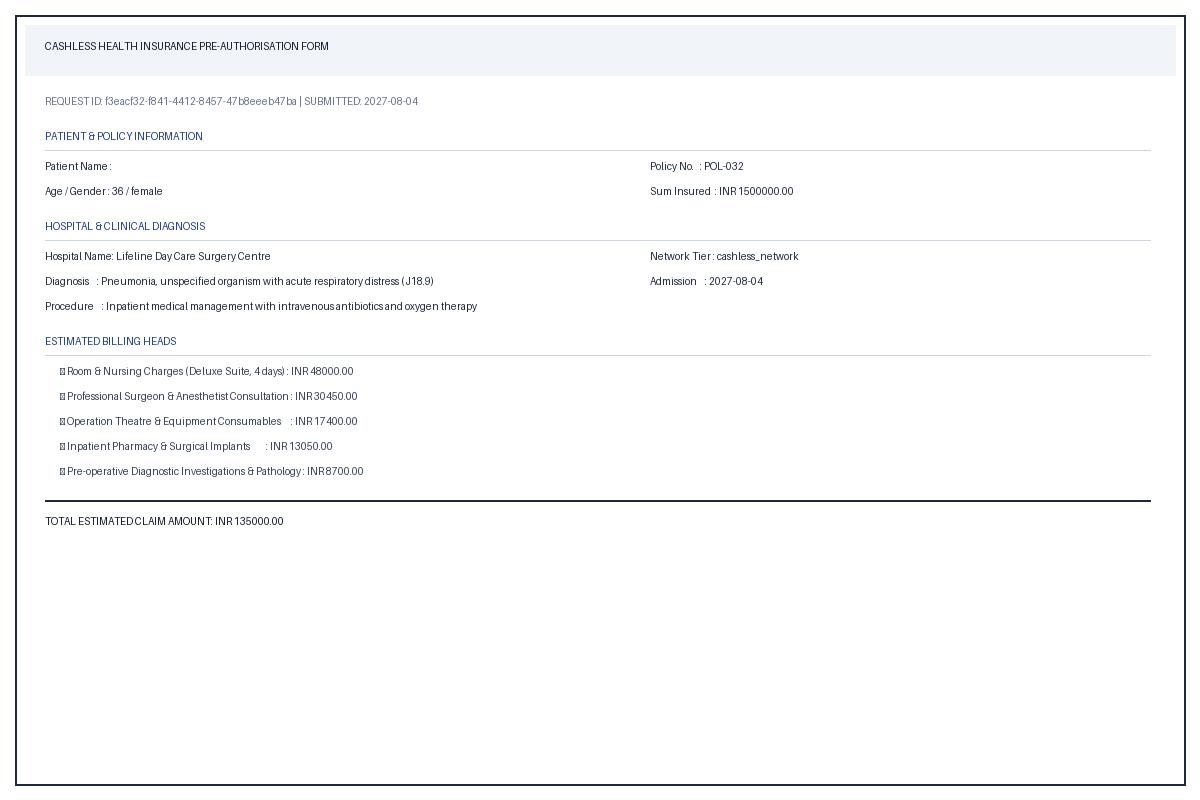 CASHLESS HEALTH INSURANCE PRE-AUTHORISATION FORM
REQUEST ID: f3eacf32-f841-4412-8457-47b8eeeb47ba | SUBMITTED: 2027-08-04
PATIENT & POLICY INFORMATION
Patient Name :
Policy No. : POL-032
Age / Gender : 36 / female
Sum Insured : INR 1500000.00
HOSPITAL & CLINICAL DIAGNOSIS
Hospital Name: Lifeline Day Care Surgery Centre
Network Tier : cashless_network
Diagnosis : Pneumonia, unspecified organism with acute respiratory distress (J18.9)
Admission : 2027-08-04
Procedure : Inpatient medical management with intravenous antibiotics and oxygen therapy
ESTIMATED BILLING HEADS
Room & Nursing Charges (Deluxe Suite, 4 days) : INR 48000.00
Professional Surgeon & Anesthetist Consultation : INR 30450.00
Operation Theatre & Equipment Consumables : INR 17400.00
Inpatient Pharmacy & Surgical Implants : INR 13050.00
Pre-operative Diagnostic Investigations & Pathology : INR 8700.00
TOTAL ESTIMATED CLAIM AMOUNT: INR 135000.00